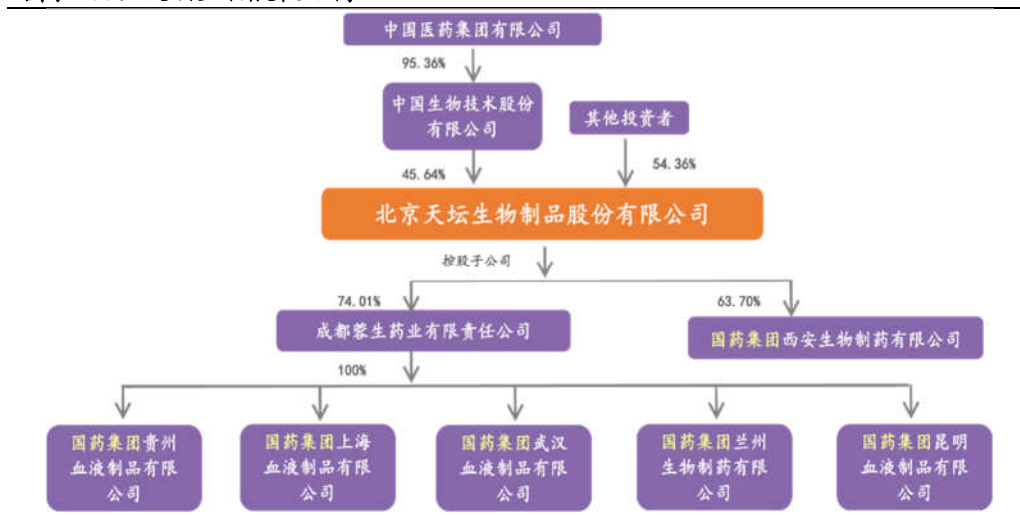 中国医药集团有限公司
95.36%
中国生物技术股份
有限公司
其他投资者
45.64%
54.36%
北京天坛生物制品股份有限公司
控股子公司
74.01%
63.70%
成都蓉生药业有限责任公司
国药集团西安生物制药有限公司
100%
国药集团贵州
血液制品有限
公司
国药集团上海
血液制品有限
公司
国药集团武汉
血液制品有限
公司
国药集团兰州
生物制药有限
公司
国药集团昆明
血液制品有限
公司